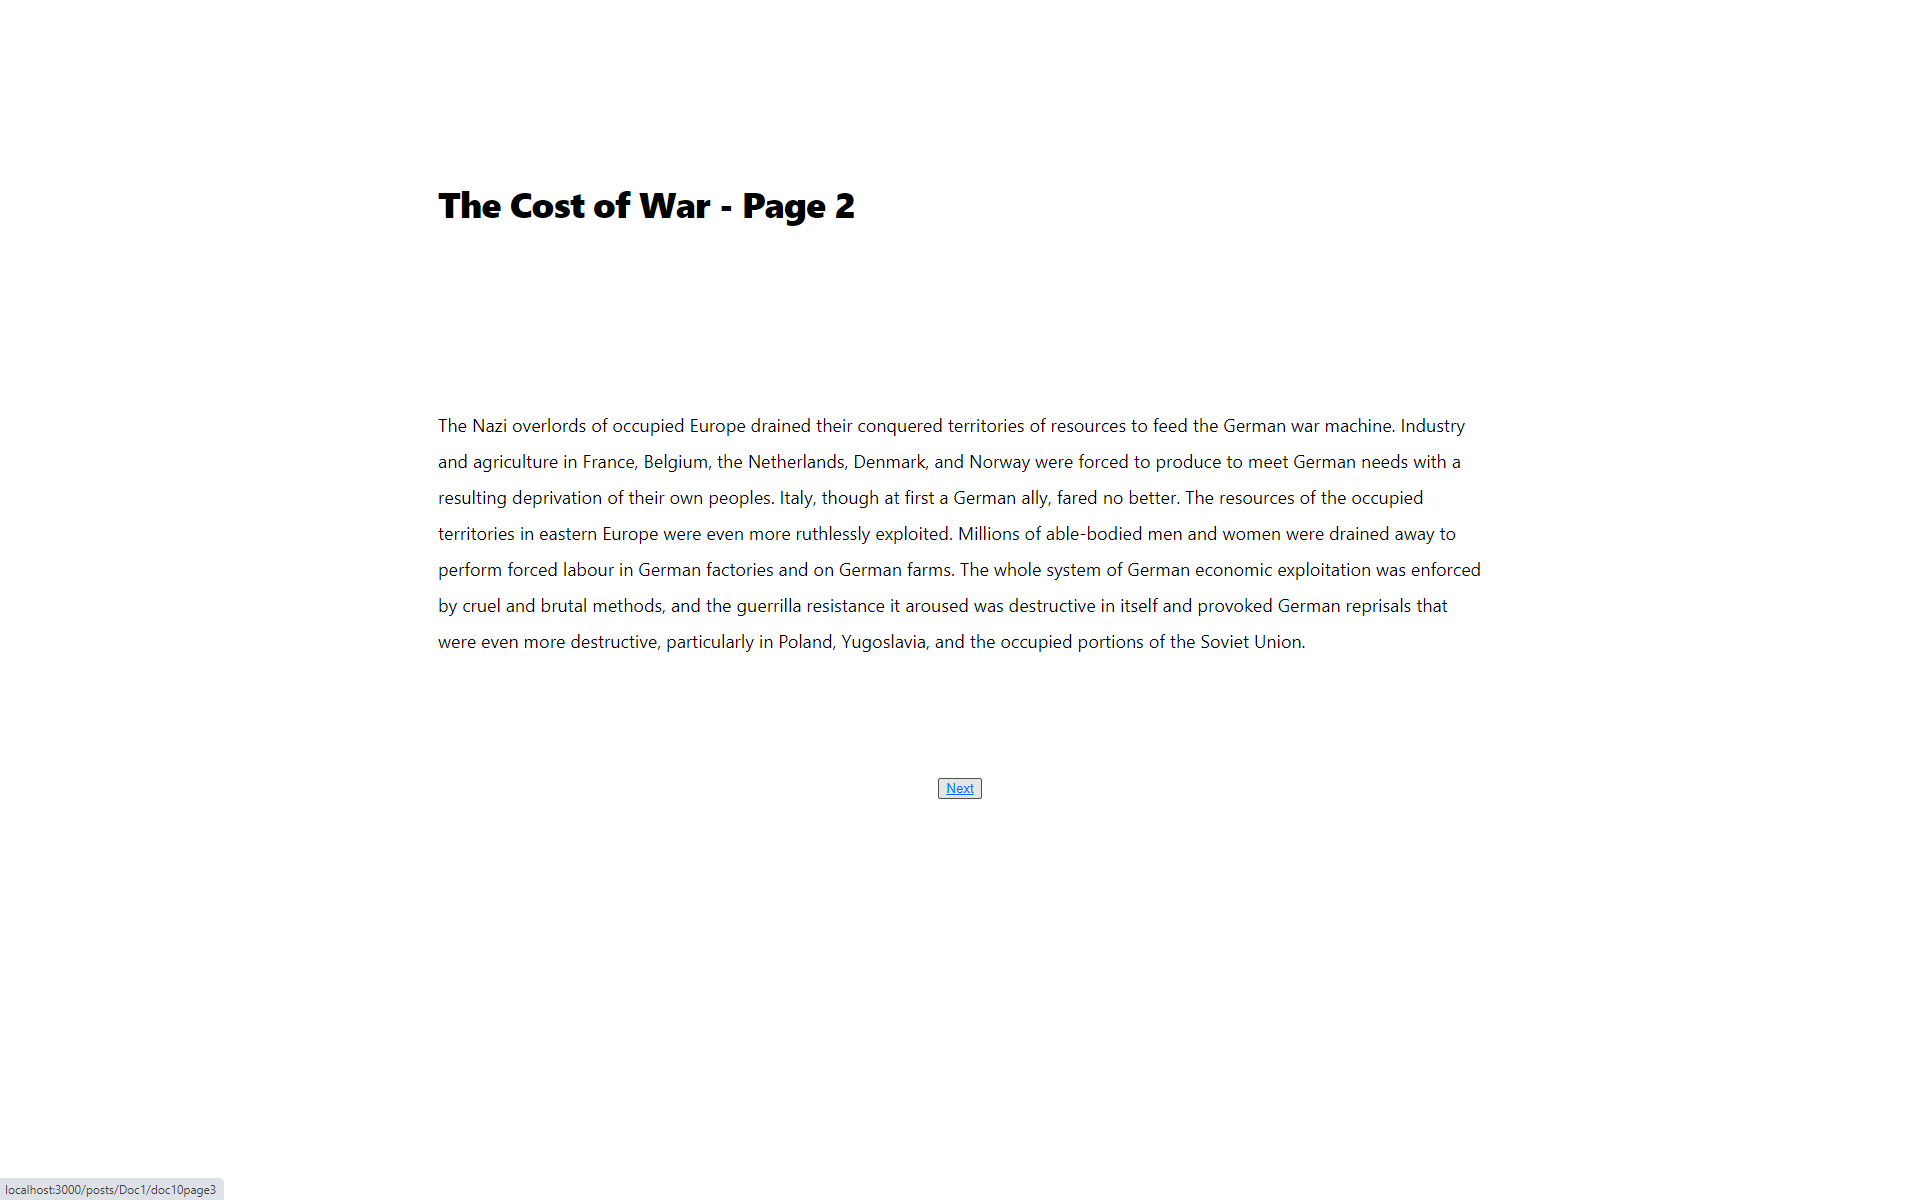 The Cost of War - Page 2
The Nazi overlords of occupied Europe drained their conquered territories of resources to feed the German war machine. Industry
and agriculture in France, Belgium, the Netherlands, Denmark, and Norway were forced to produce to meet German needs with a
resulting deprivation of their own peoples. Italy, though at first a German ally, fared no better. The resources of the occupied
territories in eastern Europe were even more ruthlessly exploited. Millions of able-bodied men and women were drained away to
perform forced labour in German factories and on German farms. The whole system of German economic exploitation was enforced
by cruel and brutal methods, and the guerrilla resistance it aroused was destructive in itself and provoked German reprisals that
were even more destructive, particularly in Poland, Yugoslavia, and the occupied portions of the Soviet Union.
Next
localhost:3000/posts/Doc1/doc10page3